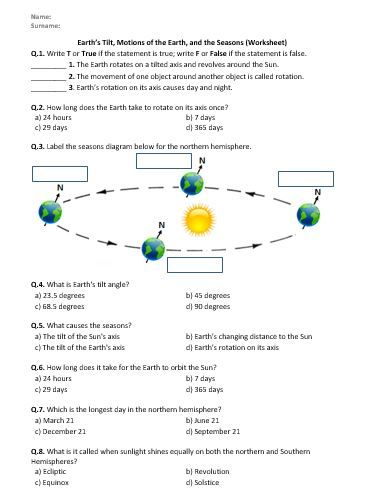 Name:
Surname:
Earth's Tilt, Motions of the Earth, and the Seasons (Worksheet)
Q.1. Write T or True if the statement is true; write F or False if the statement is false.
_________ 1. The Earth rotates on a tilted axis and revolves around the Sun.
_________ 2. The movement of one object around another object is called rotation.
_________ 3. Earth's rotation on its axis causes day and night.
Q.2. How long does the Earth take to rotate on its axis once?
a) 24 hours b) 7 days
c) 29 days d) 365 days
Q.3. Label the seasons diagram below for the northern hemisphere.
N
N
N
N
Q.4. What is Earth's tilt angle?
a) 23.5 degrees b) 45 degrees
c) 68.5 degrees d) 90 degrees
Q.5. What causes the seasons?
a) The tilt of the Sun's axis b) Earth's changing distance to the Sun
c) The tilt of the Earth's axis d) Earth's rotation on its axis
Q.6. How long does it take for the Earth to orbit the Sun?
a) 24 hours b) 7 days
c) 29 days d) 365 days
Q.7. Which is the longest day in the northern hemisphere?
a) March 21 b) June 21
c) December 21 d) September 21
Q.8. What is it called when sunlight shines equally on both the northern and Southern
Hemispheres?
a) Ecliptic b) Revolution
c) Equinox d) Solstice